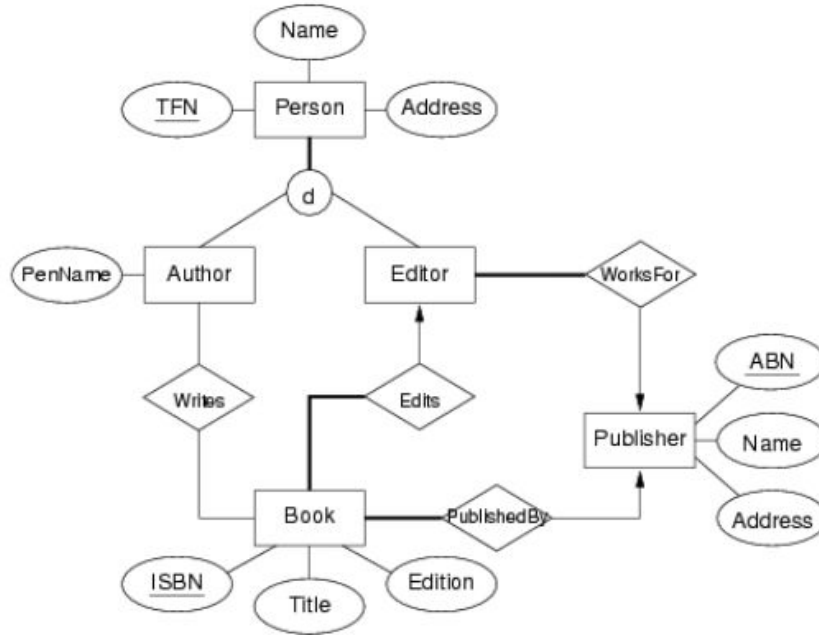 Name
TFN
Person
Address
d
PenName
Author
Editor
WorksFor
ABN
Writes
Edits
Publisher
Name
Book
PublishedBy
Address
ISBN
Title
Edition